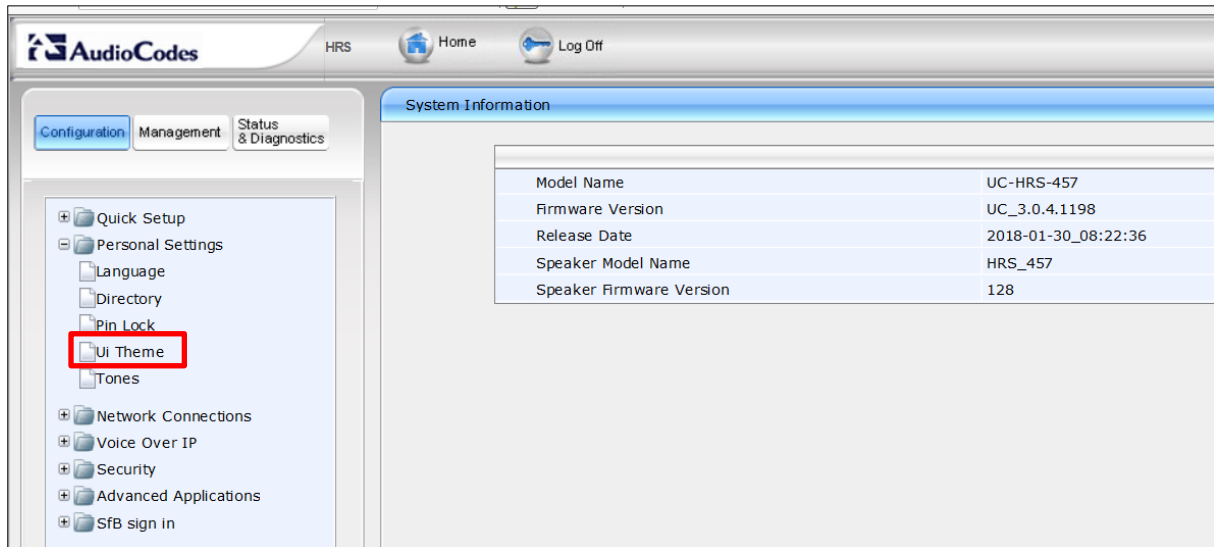 AudioCodes
HRS
Home
Log Off
Configuration
Management
Status
& Diagnostics
Quick Setup
Personal Settings
Language
Directory
Pin Lock
Ui Theme
Tones
Network Connections
Voice Over IP
Security
Advanced Applications
SfB sign in
System Information
Model Name UC-HRS-457
Firmware Version UC_3.0.4.1198
Release Date 2018-01-30_08:22:36
Speaker Model Name HRS_457
Speaker Firmware Version 128